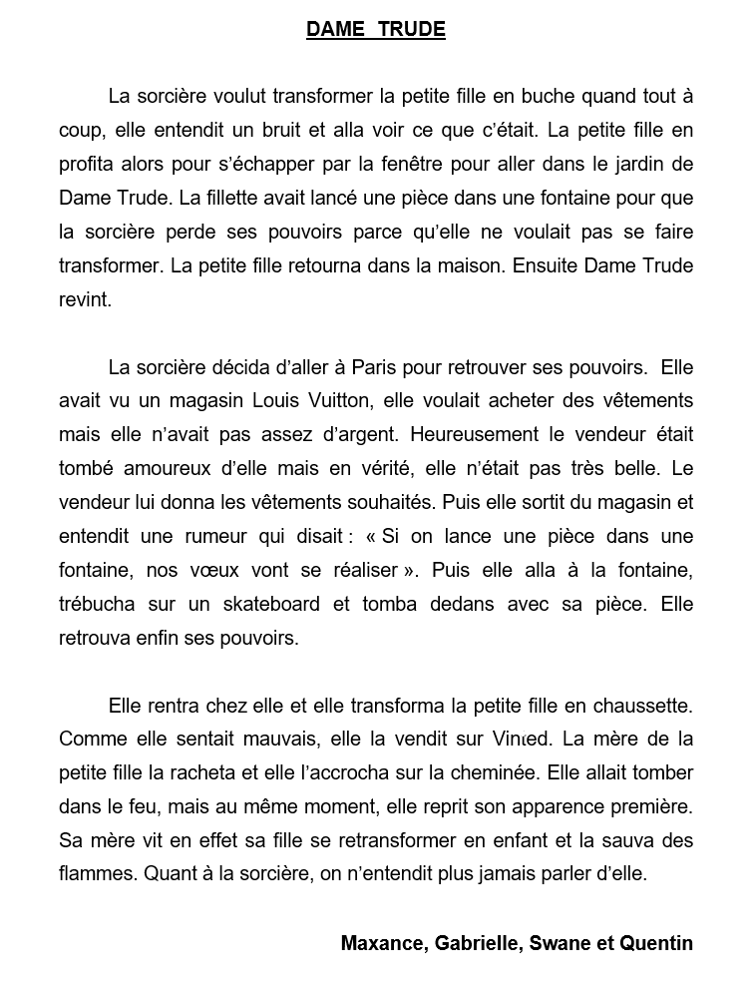 DAME TRUDE
La sorcière voulut transformer la petite fille en buche quand tout à
coup, elle entendit un bruit et alla voir ce que c’était. La petite fille en
profita alors pour s’échapper par la fenêtre pour aller dans le jardin de
Dame Trude. La fillette avait lancé une pièce dans une fontaine pour que
la sorcière perde ses pouvoirs parce qu’elle ne voulait pas se faire
transformer. La petite fille retourna dans la maison. Ensuite Dame Trude
revint.
La sorcière décida d’aller à Paris pour retrouver ses pouvoirs. Elle
avait vu un magasin Louis Vuitton, elle voulait acheter des vêtements
mais elle n’avait pas assez d’argent. Heureusement le vendeur était
tombé amoureux d’elle mais en vérité, elle n’était pas très belle. Le
vendeur lui donna les vêtements souhaités. Puis elle sortit du magasin et
entendit une rumeur qui disait : « Si on lance une pièce dans une
fontaine, nos vœux vont se réaliser ». Puis elle alla à la fontaine,
trébucha sur un skateboard et tomba dedans avec sa pièce. Elle
retrouva enfin ses pouvoirs.
Elle rentra chez elle et elle transforma la petite fille en chaussette.
Comme elle sentait mauvais, elle la vendit sur Vinted. La mère de la
petite fille la racheta et elle l’accrocha sur la cheminée. Elle allait tomber
dans le feu, mais au même moment, elle reprit son apparence première.
Sa mère vit en effet sa fille se retransformer en enfant et la sauva des
flammes. Quant à la sorcière, on n’entendit plus jamais parler d’elle.
Maxance, Gabrielle, Swane et Quentin